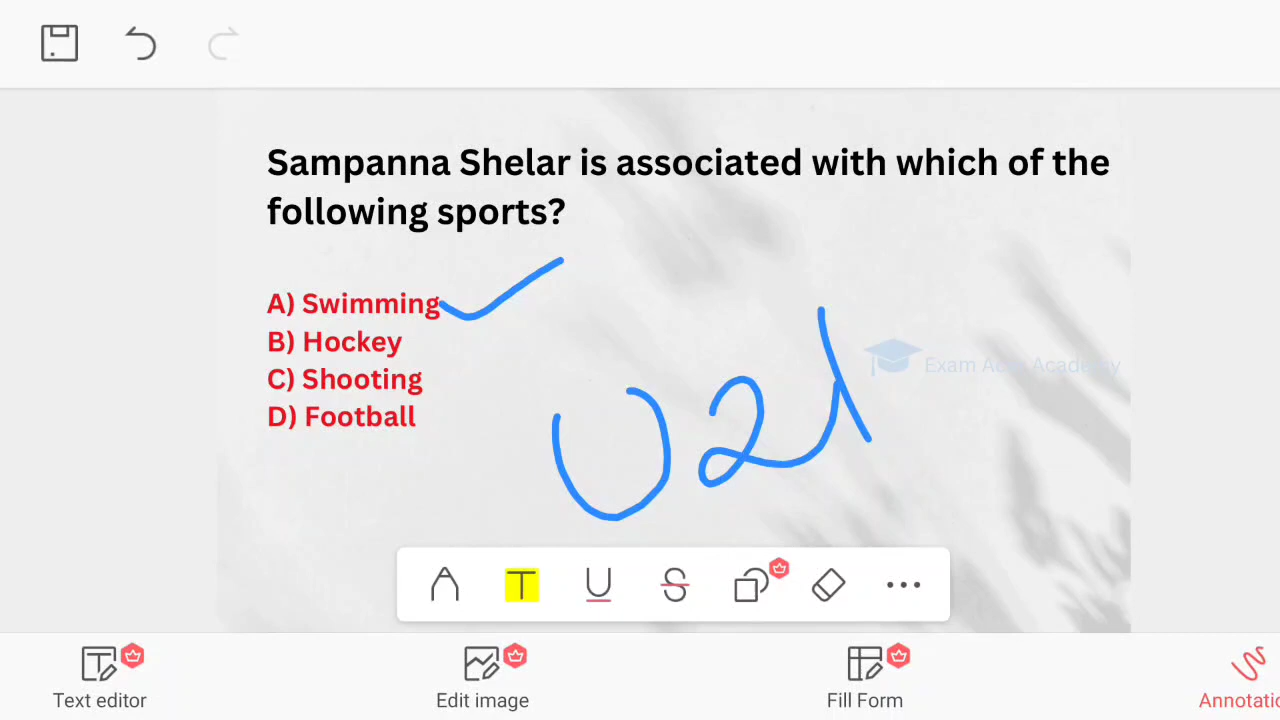 Sampanna Shelar is associated with which of the
following sports?
A) Swimming
B) Hockey
C) Shooting
D) Football
U21
Text editor
Edit image
Fill Form